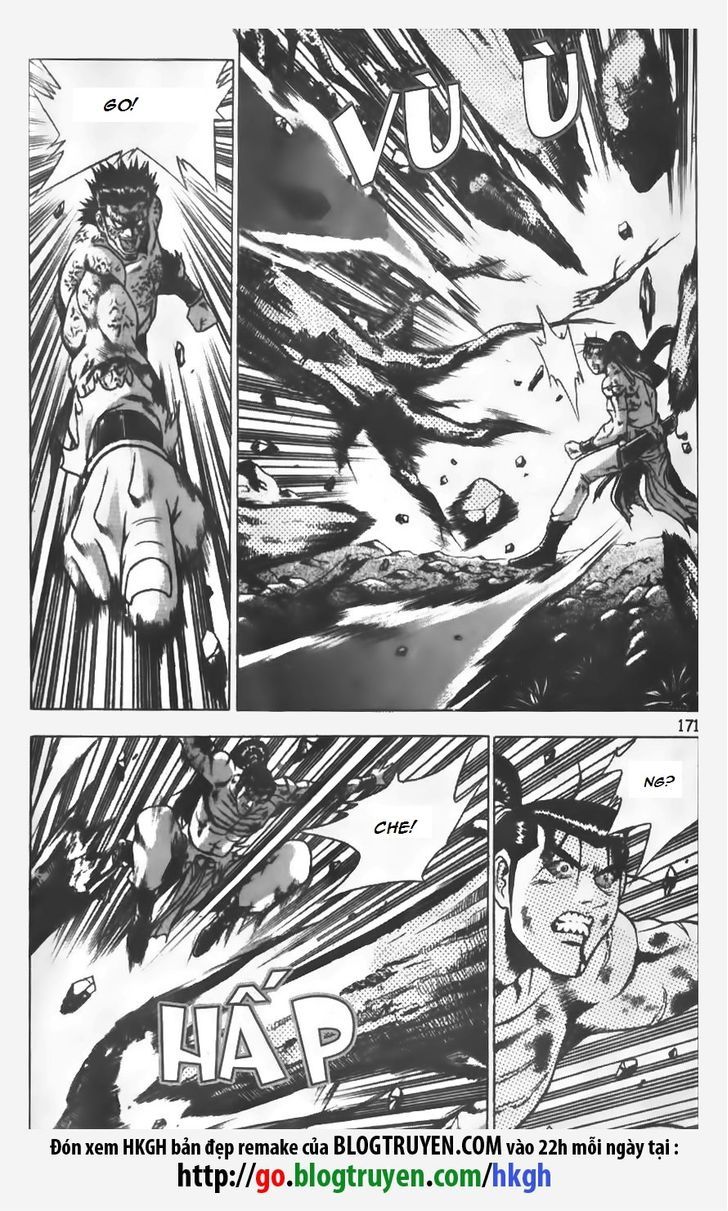 GO!
VÙ Ù
171
CHE!
NG?
HẤP
Đón xem HKGH bản đẹp remake của BLOGTRUYEN.COM vào 22h mỗi ngày tại :
http://go.blogtruyen.com/hkgh